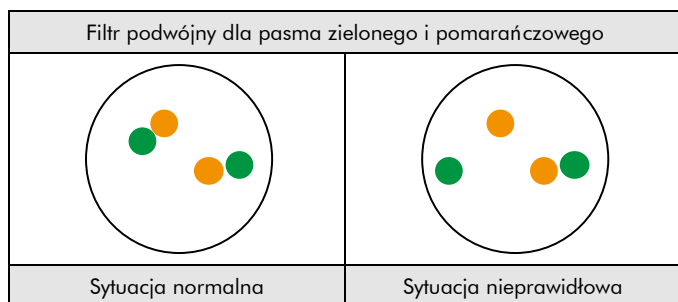 Filtr podwójny dla pasma zielonego i pomarańczowego
Sytuacja normalna
Sytuacja nieprawidłowa